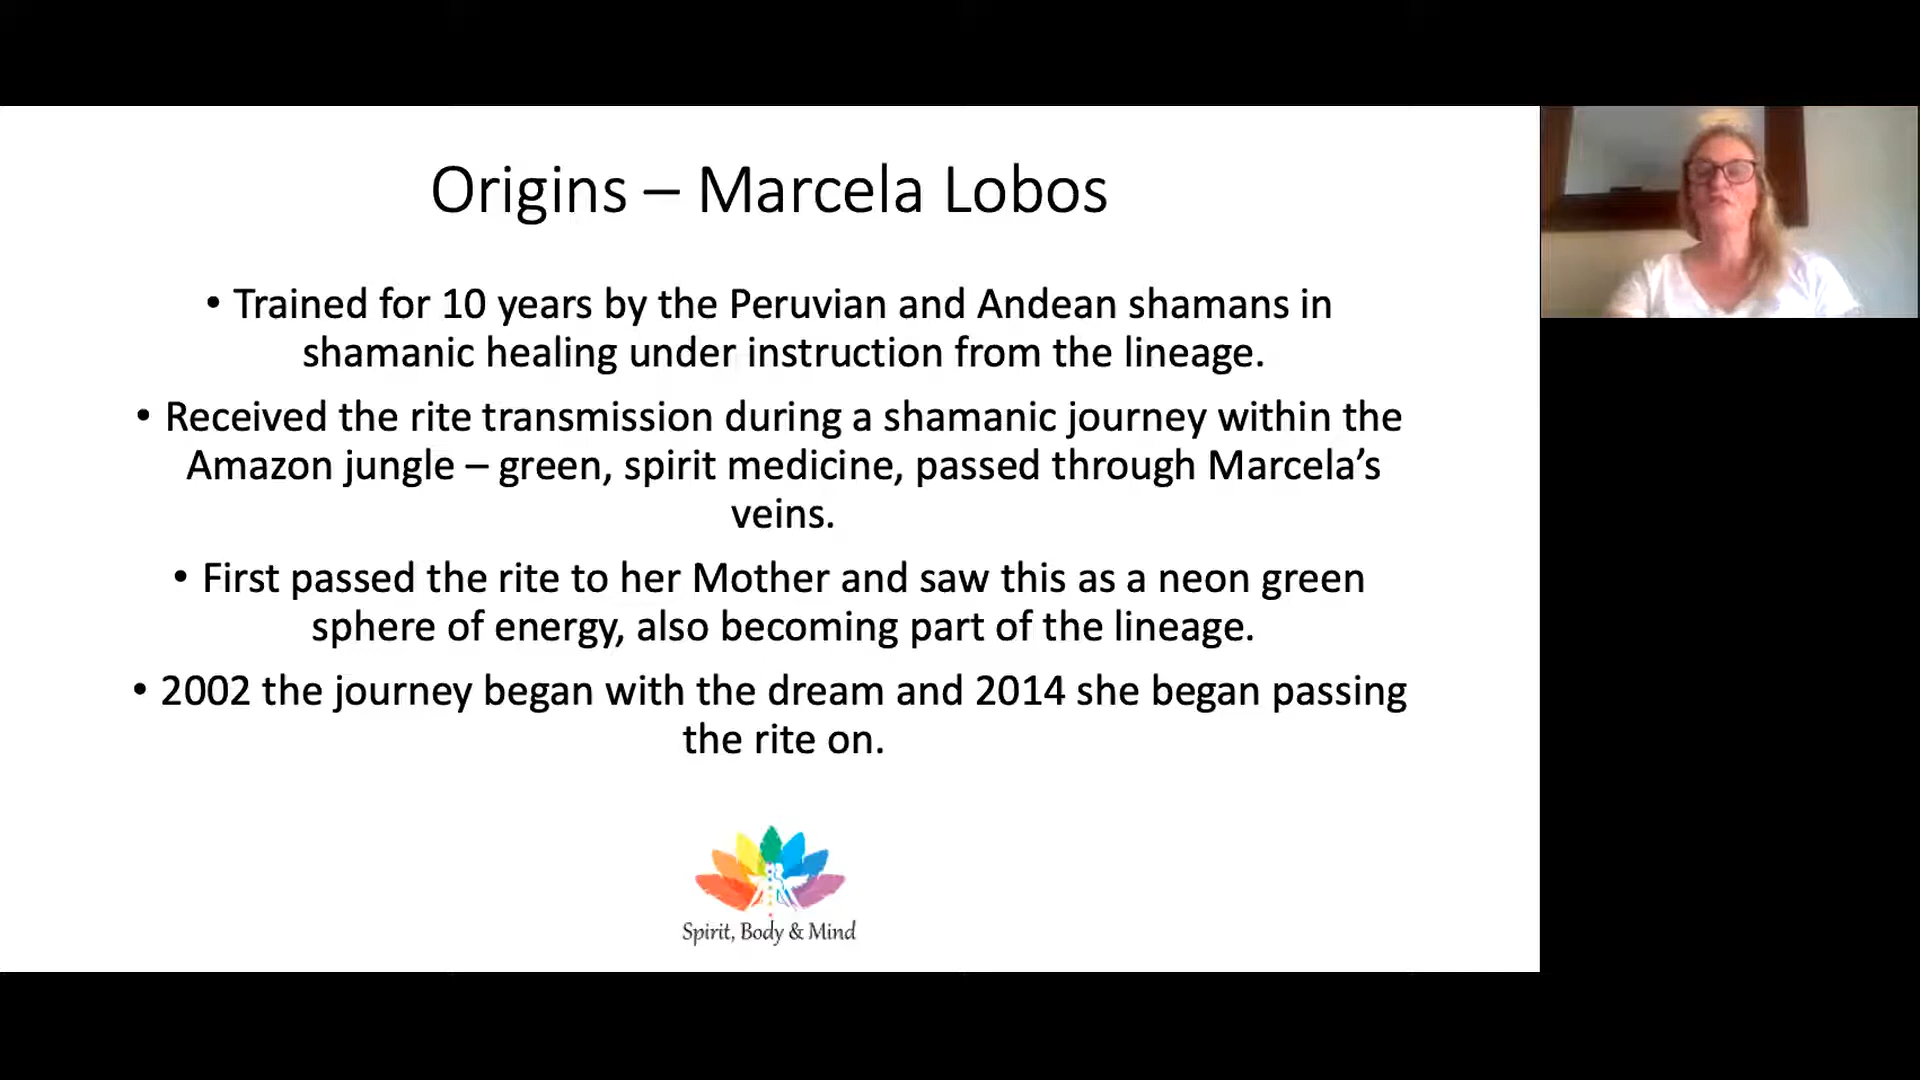 Origins – Marcela Lobos
• Trained for 10 years by the Peruvian and Andean shamans in
shamanic healing under instruction from the lineage.
• Received the rite transmission during a shamanic journey within the
Amazon jungle – green, spirit medicine, passed through Marcela’s
veins.
• First passed the rite to her Mother and saw this as a neon green
sphere of energy, also becoming part of the lineage.
• 2002 the journey began with the dream and 2014 she began passing
the rite on.
Spirit, Body & Mind